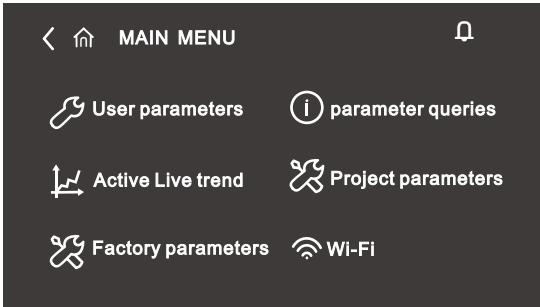 MAIN MENU
User parameters
parameter queries
Active Live trend
Project parameters
Factory parameters
Wi-Fi